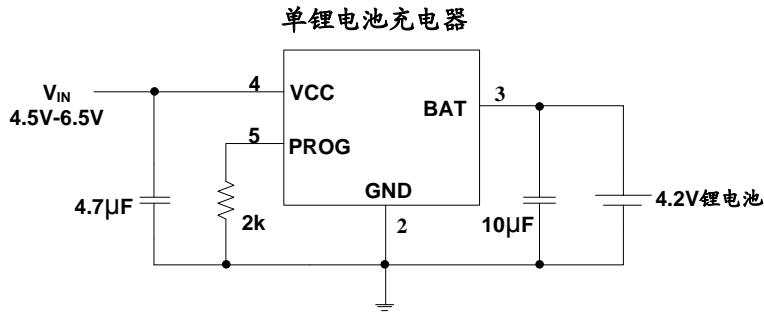 单锂电池充电器
V_IN
4.5V-6.5V
4
VCC
5
PROG
BAT
3
GND
2
4.7μF
2k
10μF
4.2V锂电池